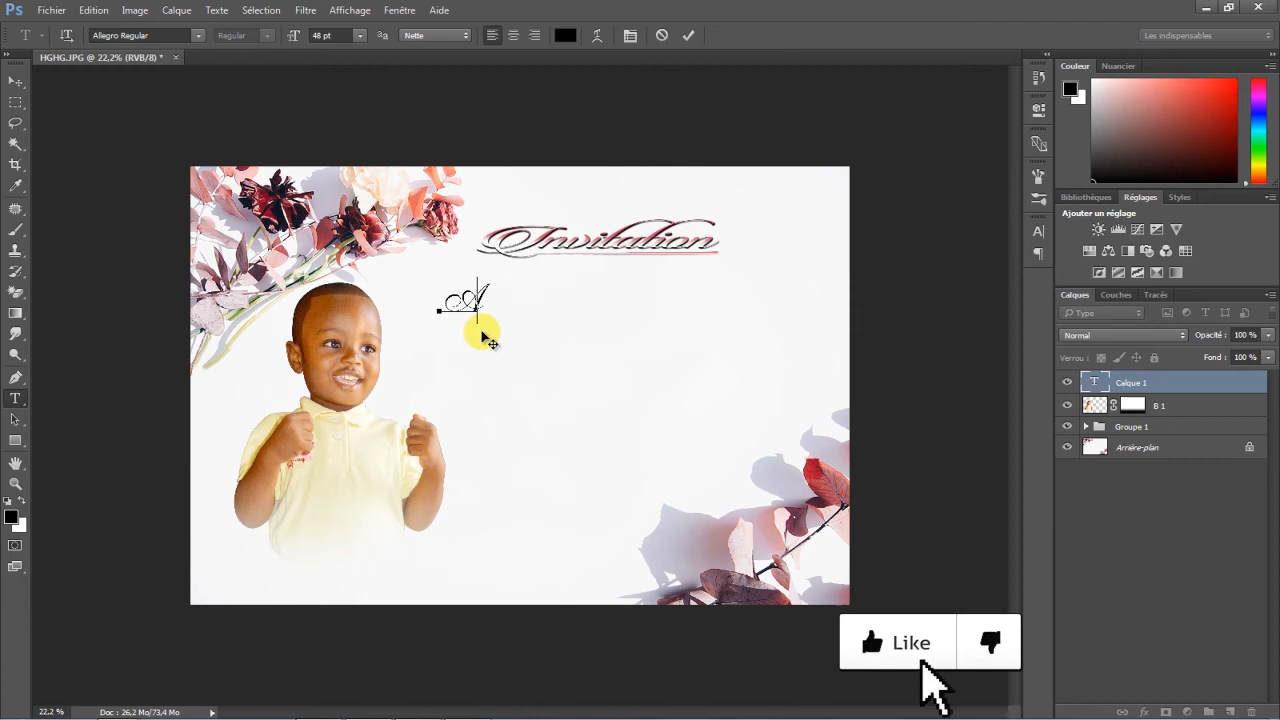 Ps Fichier Edition Image Calque Texte Sélection Filtre Affichage Fenêtre Aide
T Allegro Regular Regular 48 pt aa Nette Les indispensables
HGHG.JPG @ 22,2% (RVB/8) * ×
Couleur Nuancier
Bibliothèques Réglages Styles
Ajouter un réglage
Invitation
A
Calques Couches Tracés
Type
Normal Opacité : 100 %
Verrou : Fond : 100 %
T Calque 1
B 1
Groupe 1
Arrière-plan
Like
22,2 % Doc : 26,2 Mo/73,4 Mo
fx